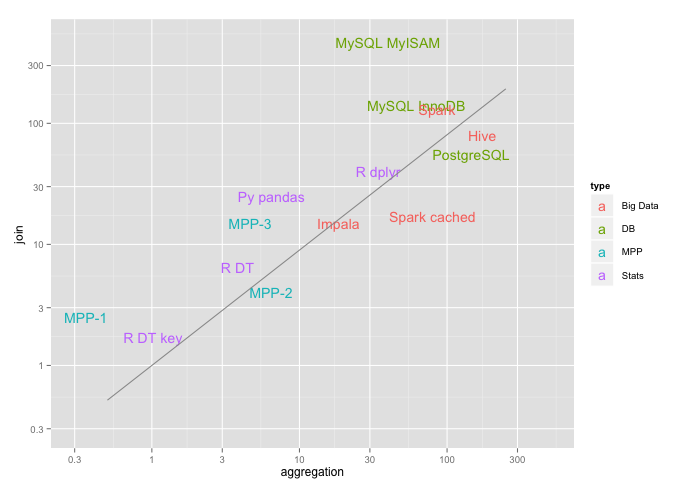 MySQL MyISAM
300
MySQL InnoDB
Spark
100
Hive
PostgreSQL
R dplyr
30
Py pandas
Spark cached
MPP-3
Impala
10
R DT
MPP-2
3
MPP-1
R DT key
1
0.3
join
0.3 1 3 10 30 100 300
aggregation
type
a Big Data
a DB
a MPP
a Stats